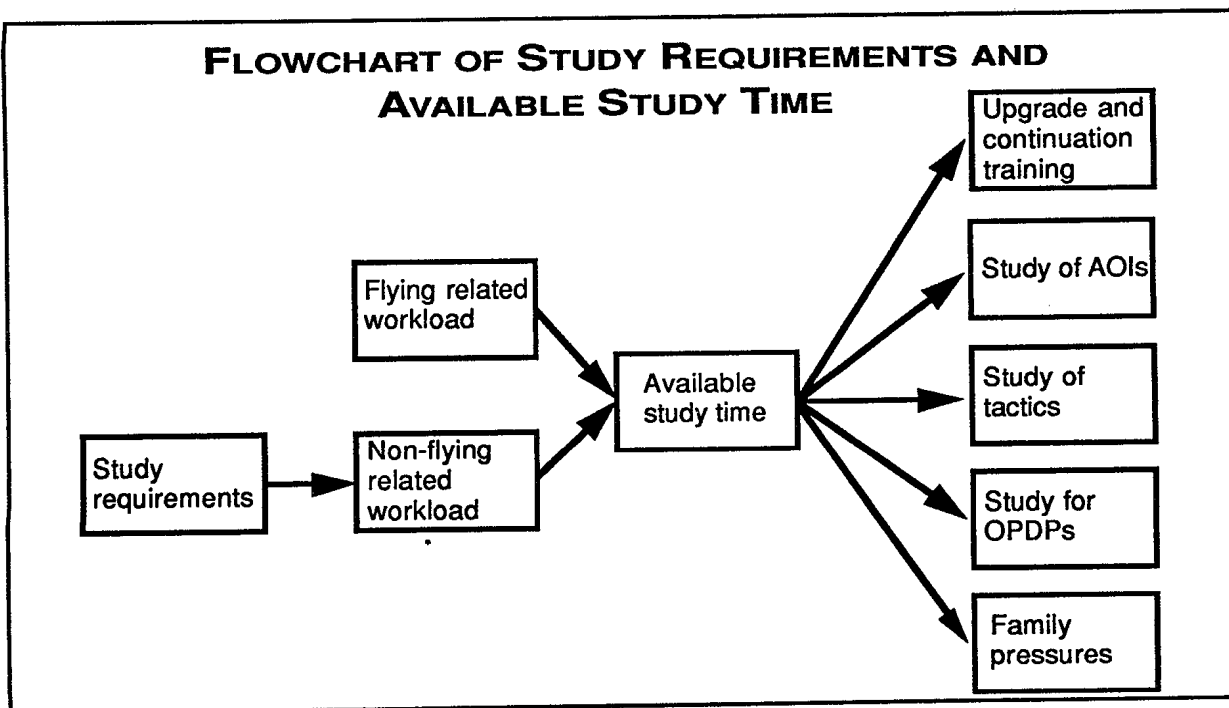 FLOWCHART OF STUDY REQUIREMENTS AND
AVAILABLE STUDY TIME
Study
requirements
Flying related
workload
Non-flying
related
workload
Available
study time
Upgrade and
continuation
training
Study of AOIs
Study of
tactics
Study for
OPDPs
Family
pressures